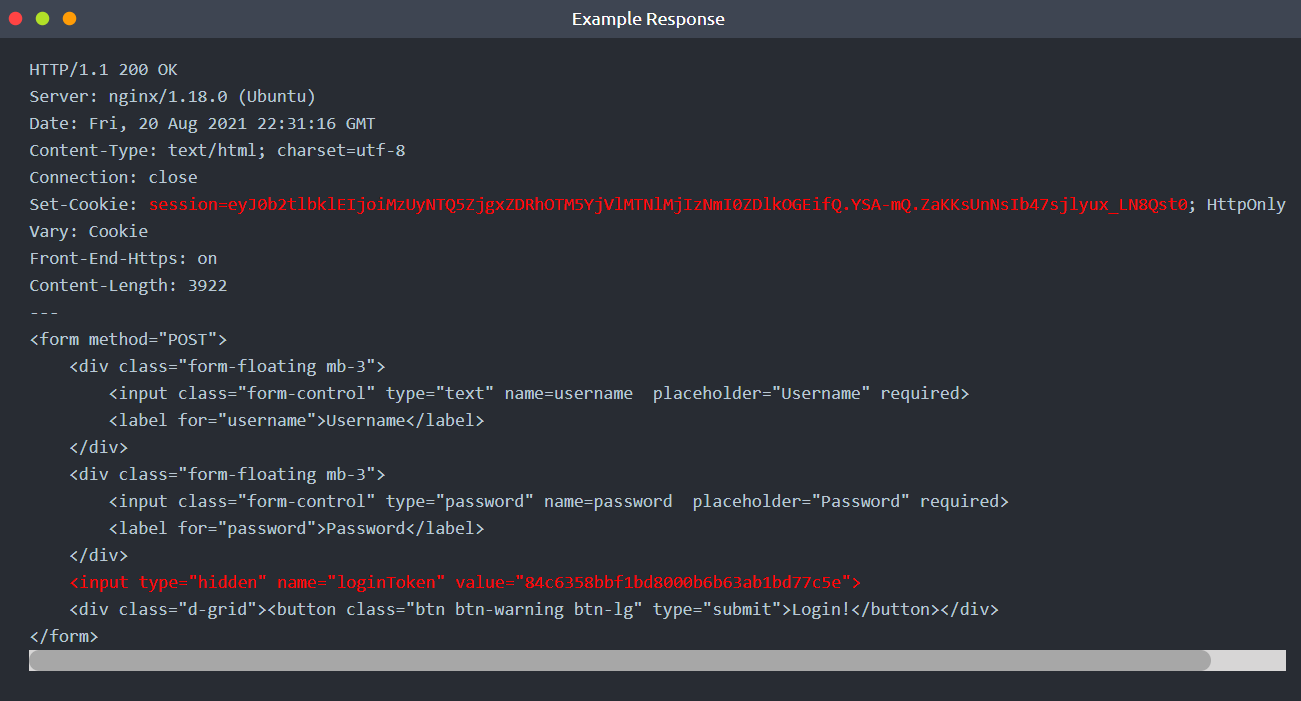 Example Response
HTTP/1.1 200 OK
Server: nginx/1.18.0 (Ubuntu)
Date: Fri, 20 Aug 2021 22:31:16 GMT
Content-Type: text/html; charset=utf-8
Connection: close
Set-Cookie: session=eyJ0b2tlbklEIjoiMzUyNTQ5ZjgxZDRhOTM5YjVlMTNlMjIzNmI0ZDlkOGEifQ.YSA-mQ.ZaKKsUnNsIb47sjlyux_LN8Qst0; HttpOnly
Vary: Cookie
Front-End-Https: on
Content-Length: 3922
---
<form method="POST">
    <div class="form-floating mb-3">
        <input class="form-control" type="text" name=username  placeholder="Username" required>
        <label for="username">Username</label>
    </div>
    <div class="form-floating mb-3">
        <input class="form-control" type="password" name=password  placeholder="Password" required>
        <label for="password">Password</label>
    </div>
    <input type="hidden" name="loginToken" value="84c6358bbf1bd8000b6b63ab1bd77c5e">
    <div class="d-grid"><button class="btn btn-warning btn-lg" type="submit">Login!</button></div>
</form>